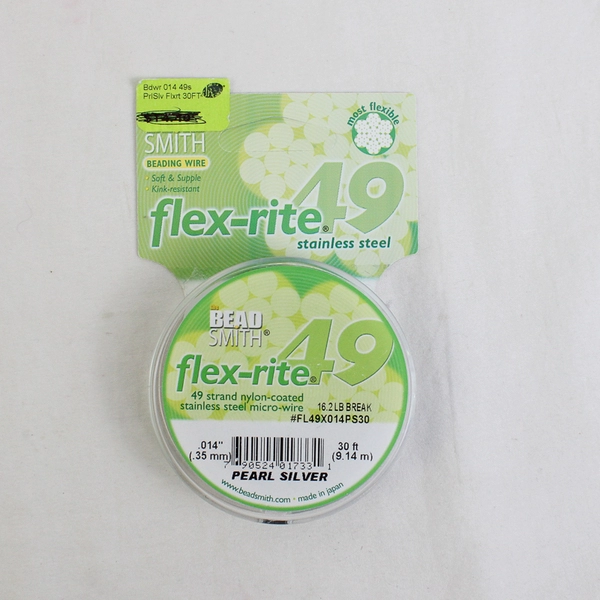 Bdwr 014 49s
PrlSlv Flxrt 30FT-
SMITH
BEADING WIRE
Soft & Supple
Kink-resistant
most flexible
flex-rite® 49
stainless steel
THE
BEAD
SMITH®
flex-rite® 49
49 strand nylon-coated
stainless steel micro-wire
16.2 LB BREAK
#FL49X014PS30
.014"
(.35 mm)
30 ft
(9.14 m)
7 90524 01733 1
PEARL SILVER
www.beadsmith.com • made in japan